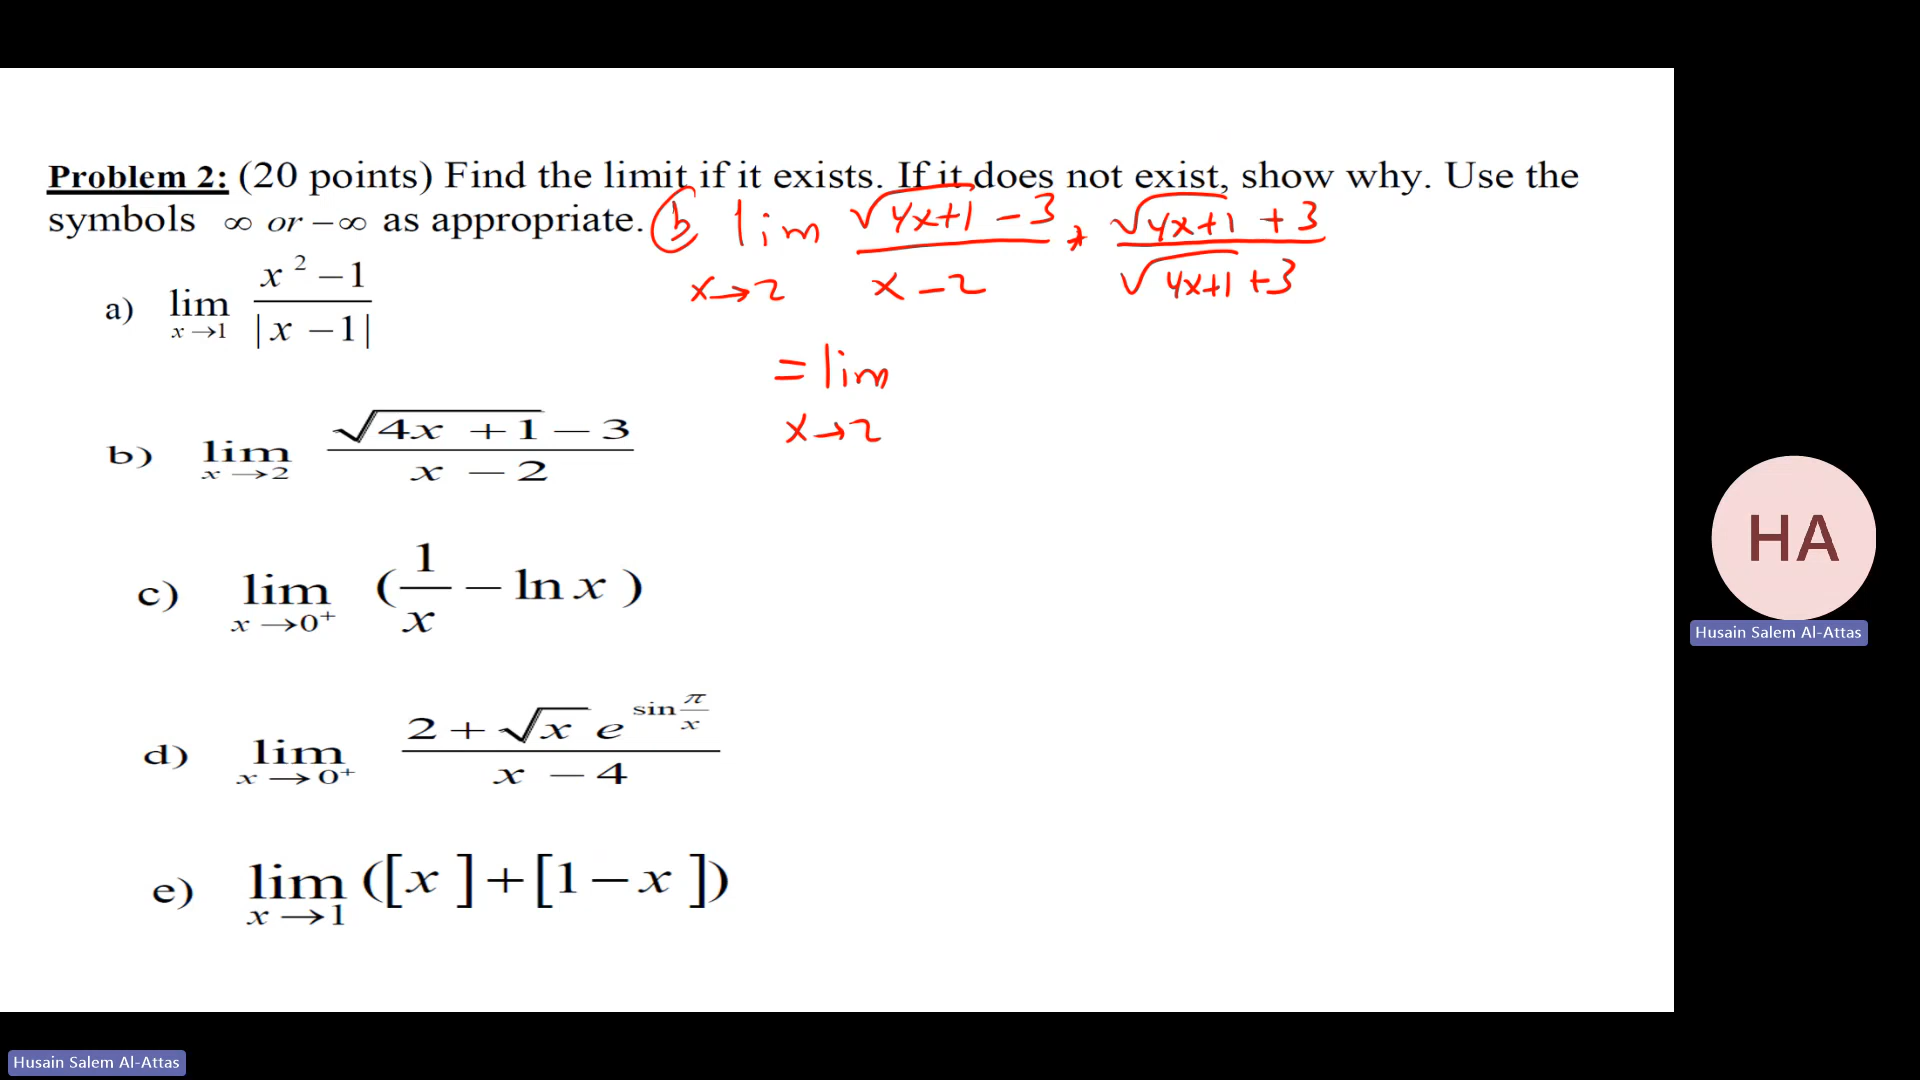 Problem 2: (20 points) Find the limit if it exists. If it does not exist, show why. Use the
symbols ∞ or −∞ as appropriate.
b lim x→2 (√(4x+1) − 3)/(x − 2) * (√(4x+1) + 3)/(√(4x+1) + 3)
= lim x→2
a) lim x→1 (x² − 1)/|x − 1|
b) lim x→2 (√(4x + 1) − 3)/(x − 2)
c) lim x→0⁺ (1/x − ln x)
d) lim x→0⁺ (2 + √x e^(sin π/x))/(x − 4)
e) lim x→1 ([x] + [1 − x])
HA
Husain Salem Al-Attas
Husain Salem Al-Attas